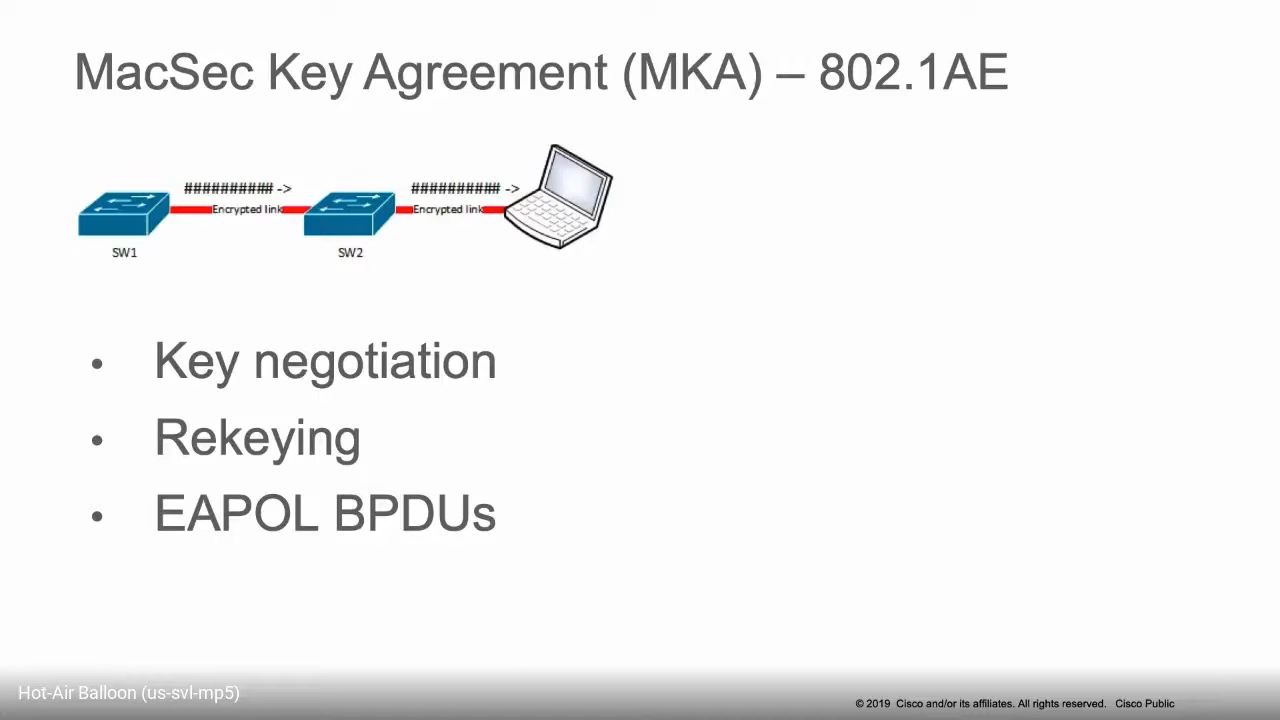 MacSec Key Agreement (MKA) – 802.1AE
########## -> ########## ->
Encrypted link Encrypted link
SW1 SW2
• Key negotiation
• Rekeying
• EAPOL BPDUs
Hot-Air Balloon (us-svl-mp5)
© 2019 Cisco and/or its affiliates. All rights reserved. Cisco Public